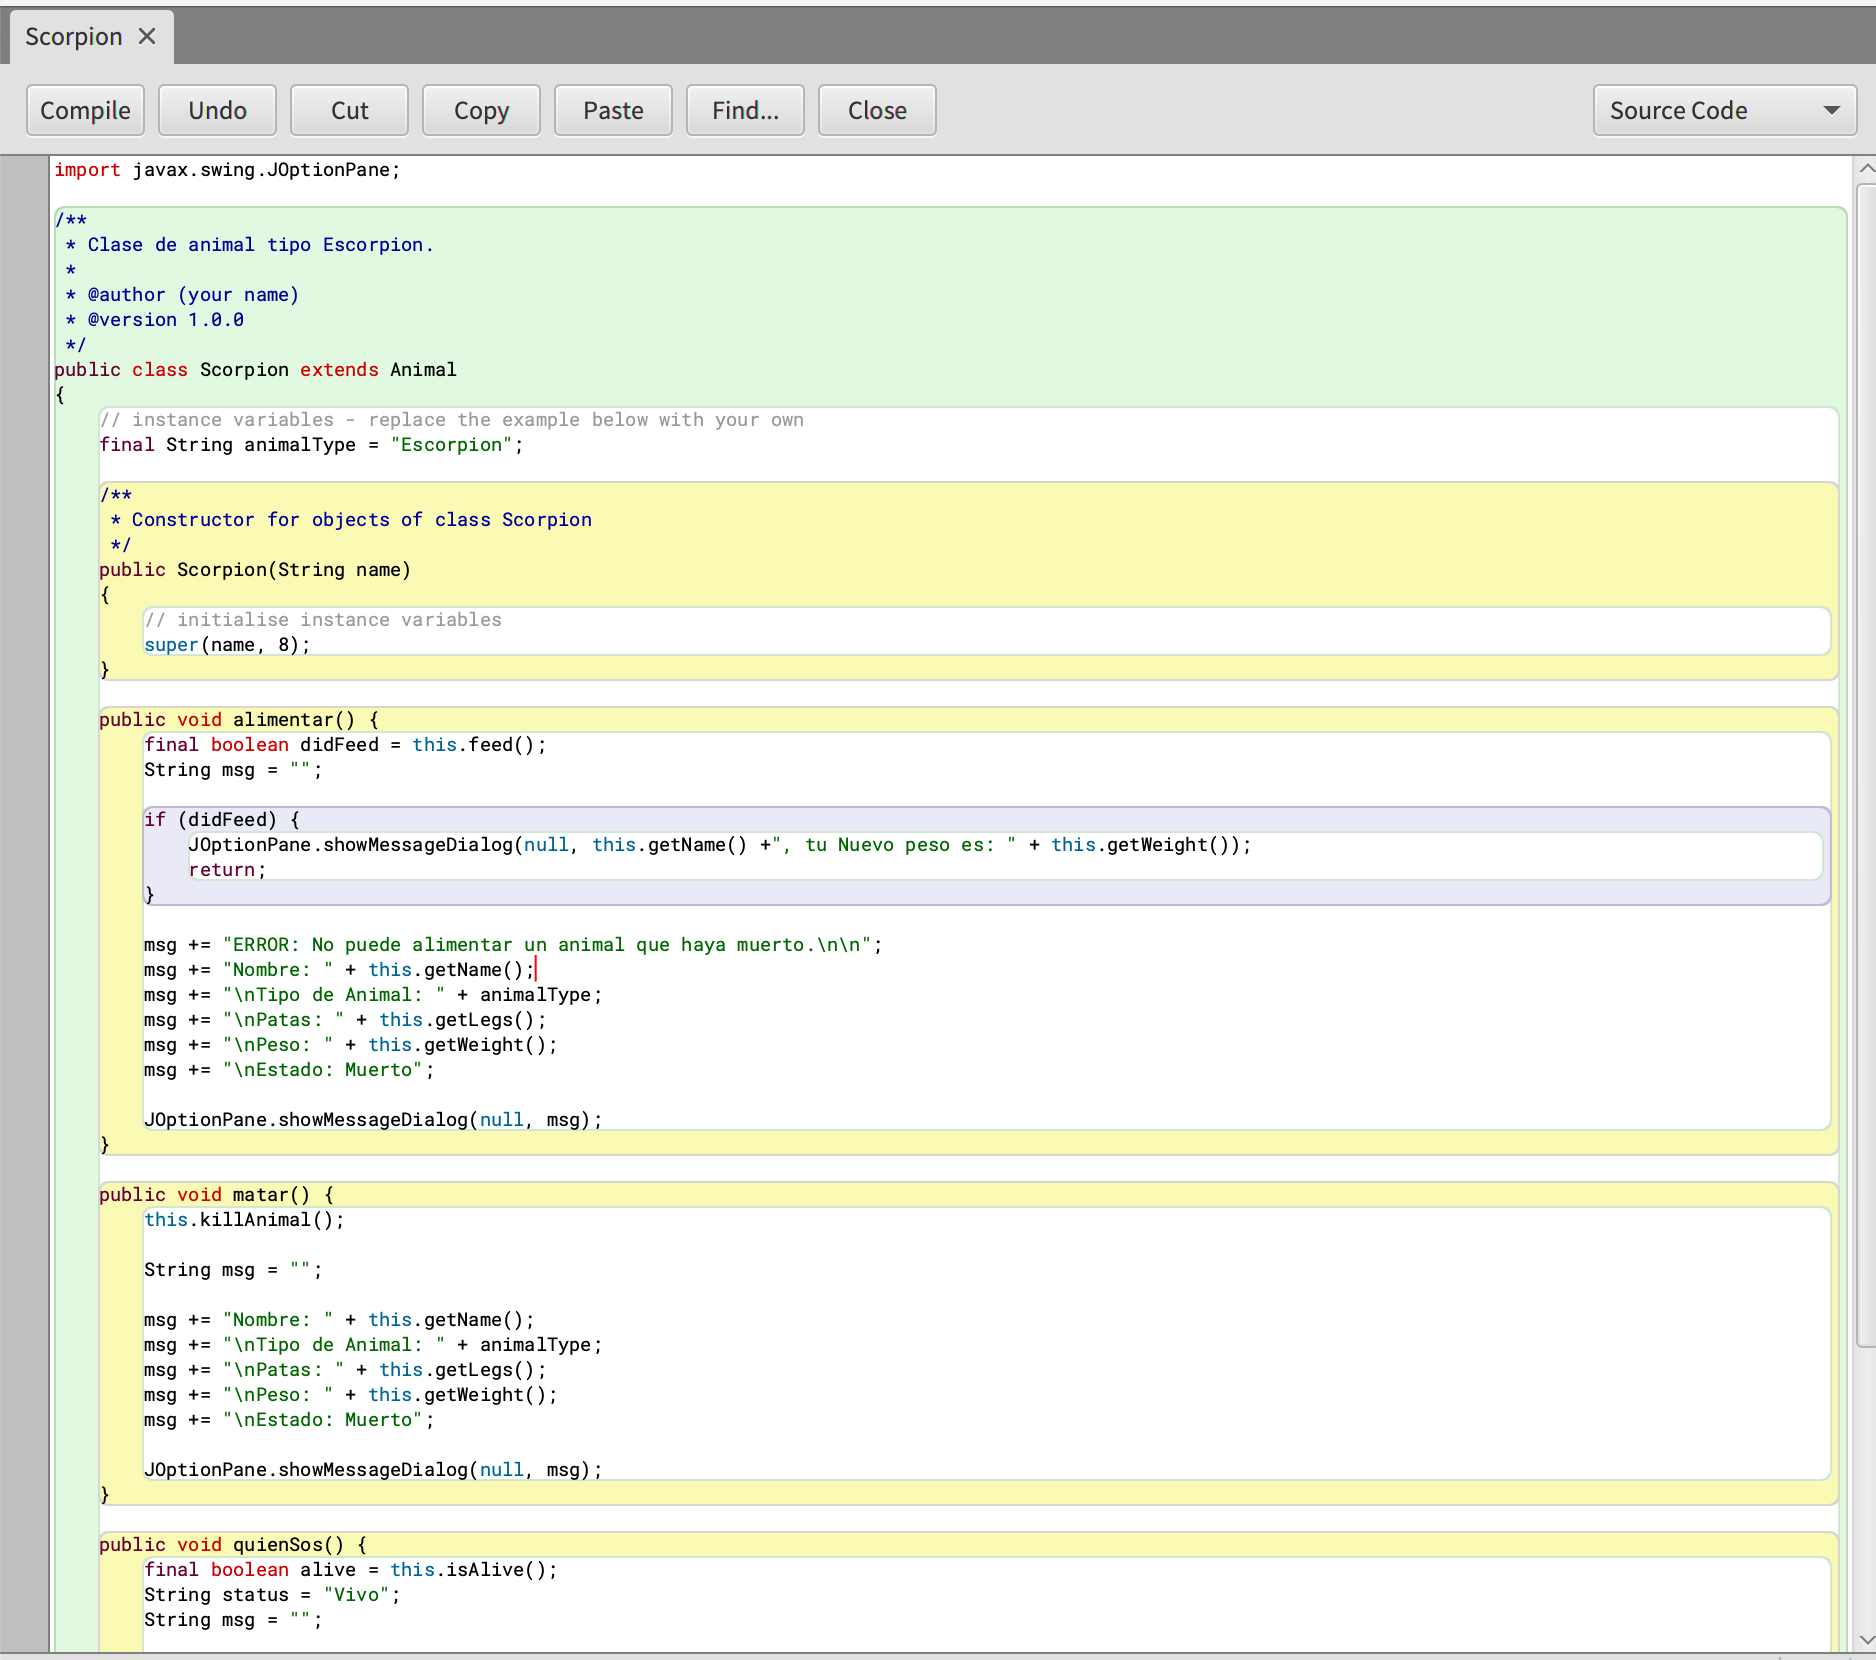 Scorpion
Compile Undo Cut Copy Paste Find... Close Source Code
import javax.swing.JOptionPane;
/**
 * Clase de animal tipo Escorpion.
 *
 * @author (your name)
 * @version 1.0.0
 */
public class Scorpion extends Animal
{
    // instance variables - replace the example below with your own
    final String animalType = "Escorpion";
    /**
     * Constructor for objects of class Scorpion
     */
    public Scorpion(String name)
    {
        // initialise instance variables
        super(name, 8);
    }
    public void alimentar() {
        final boolean didFeed = this.feed();
        String msg = "";
        if (didFeed) {
            JOptionPane.showMessageDialog(null, this.getName() +", tu Nuevo peso es: " + this.getWeight());
            return;
        }
        msg += "ERROR: No puede alimentar un animal que haya muerto.\n\n";
        msg += "Nombre: " + this.getName();
        msg += "\nTipo de Animal: " + animalType;
        msg += "\nPatas: " + this.getLegs();
        msg += "\nPeso: " + this.getWeight();
        msg += "\nEstado: Muerto";
        JOptionPane.showMessageDialog(null, msg);
    }
    public void matar() {
        this.killAnimal();
        String msg = "";
        msg += "Nombre: " + this.getName();
        msg += "\nTipo de Animal: " + animalType;
        msg += "\nPatas: " + this.getLegs();
        msg += "\nPeso: " + this.getWeight();
        msg += "\nEstado: Muerto";
        JOptionPane.showMessageDialog(null, msg);
    }
    public void quienSos() {
        final boolean alive = this.isAlive();
        String status = "Vivo";
        String msg = "";